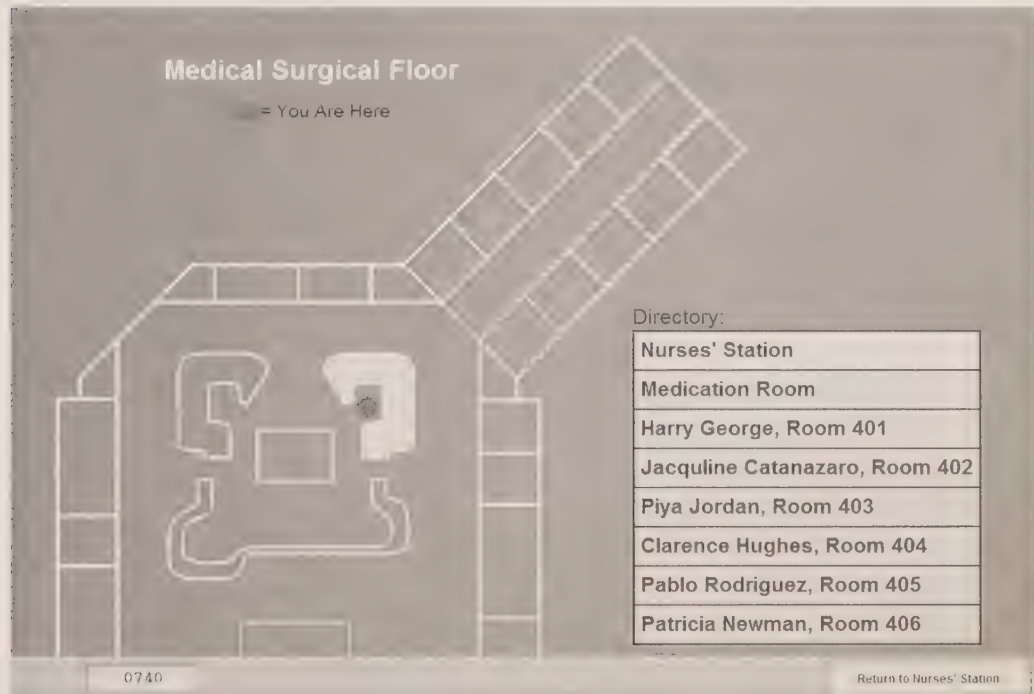 Medical Surgical Floor
= You Are Here
Directory:
Nurses' Station
Medication Room
Harry George, Room 401
Jacquline Catanazaro, Room 402
Piya Jordan, Room 403
Clarence Hughes, Room 404
Pablo Rodriguez, Room 405
Patricia Newman, Room 406
0740
Return to Nurses' Station